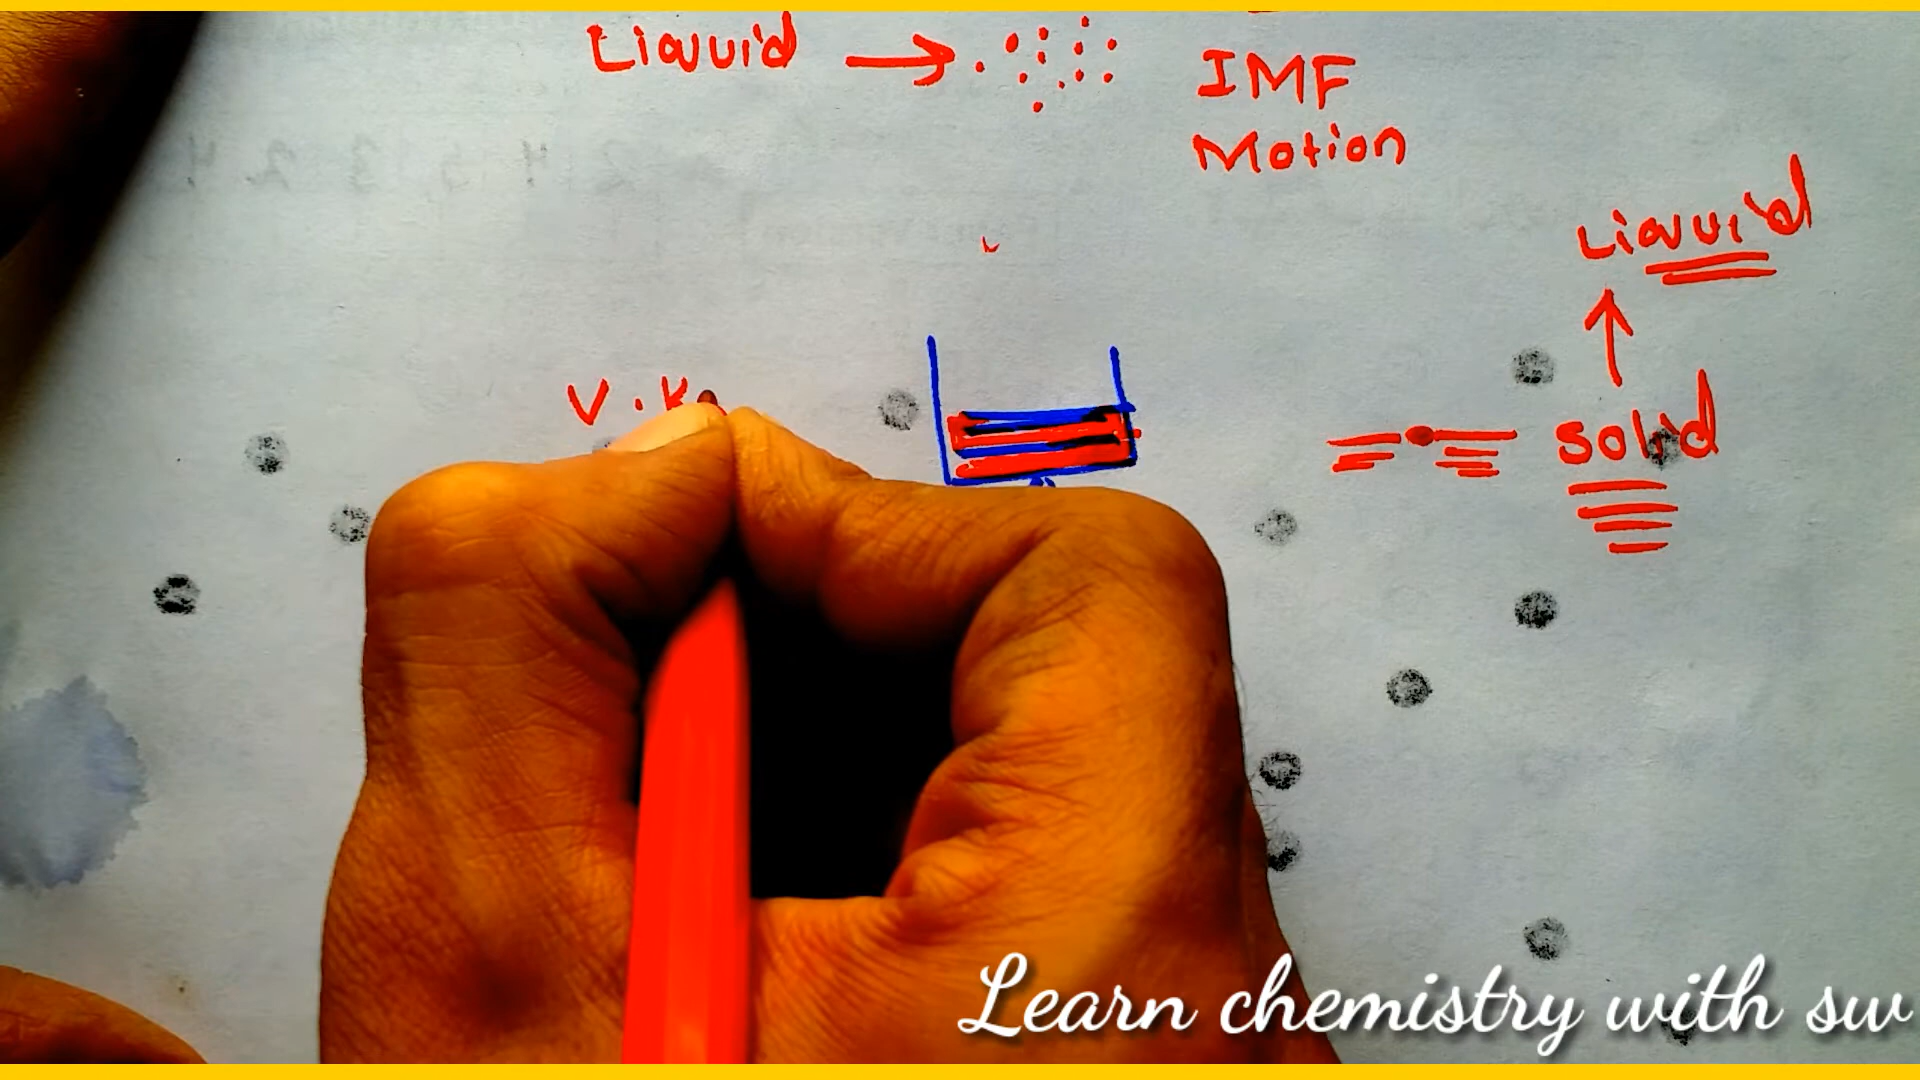 Liquid
IMF
Motion
Liquid
V.K
Solid
Learn chemistry with sw